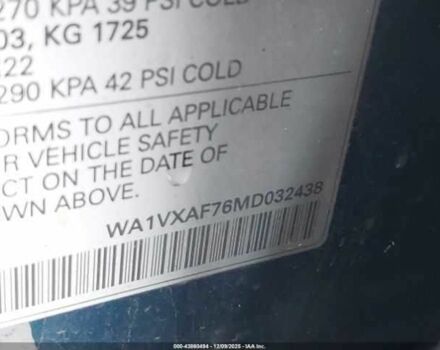 270 KPA 39 PSI COLD
03, KG 1725
22
290 KPA 42 PSI COLD
ORMS TO ALL APPLICABLE
R VEHICLE SAFETY
CT ON THE DATE OF
WN ABOVE.
WA1VXAF76MD032438
000-43860494 - 12/09/2025 - IAA Inc.